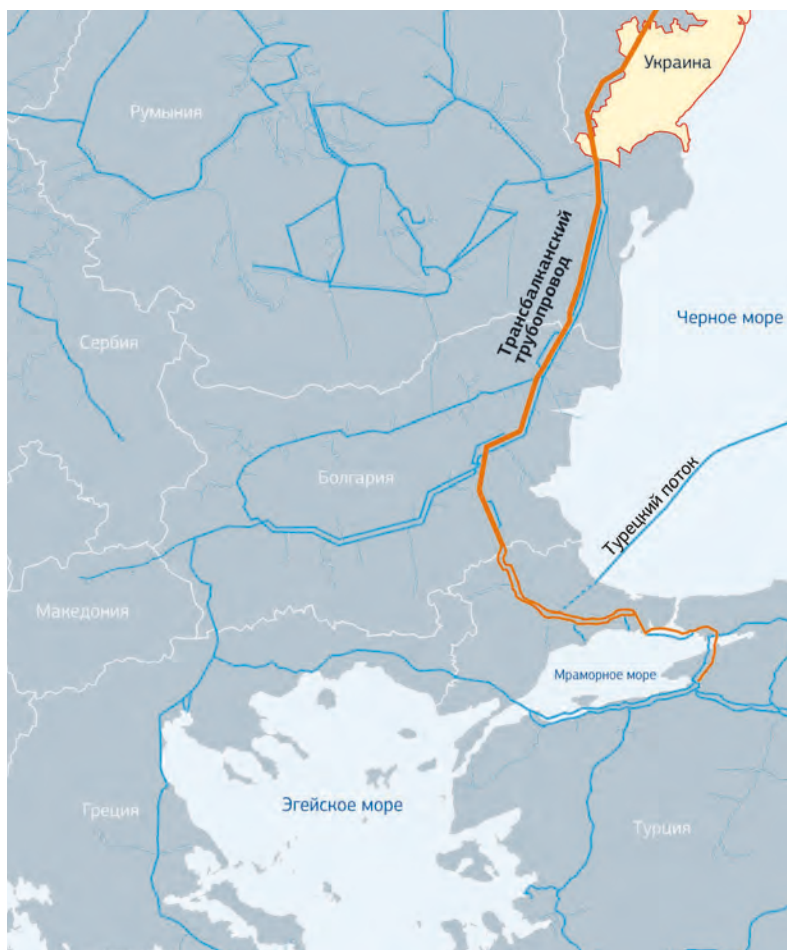 Украина
Румыния
Трансбалканский
трубопровод
Черное море
Сербия
Болгария
Турецкий поток
Македония
Мраморное море
Греция
Эгейское море
Турция